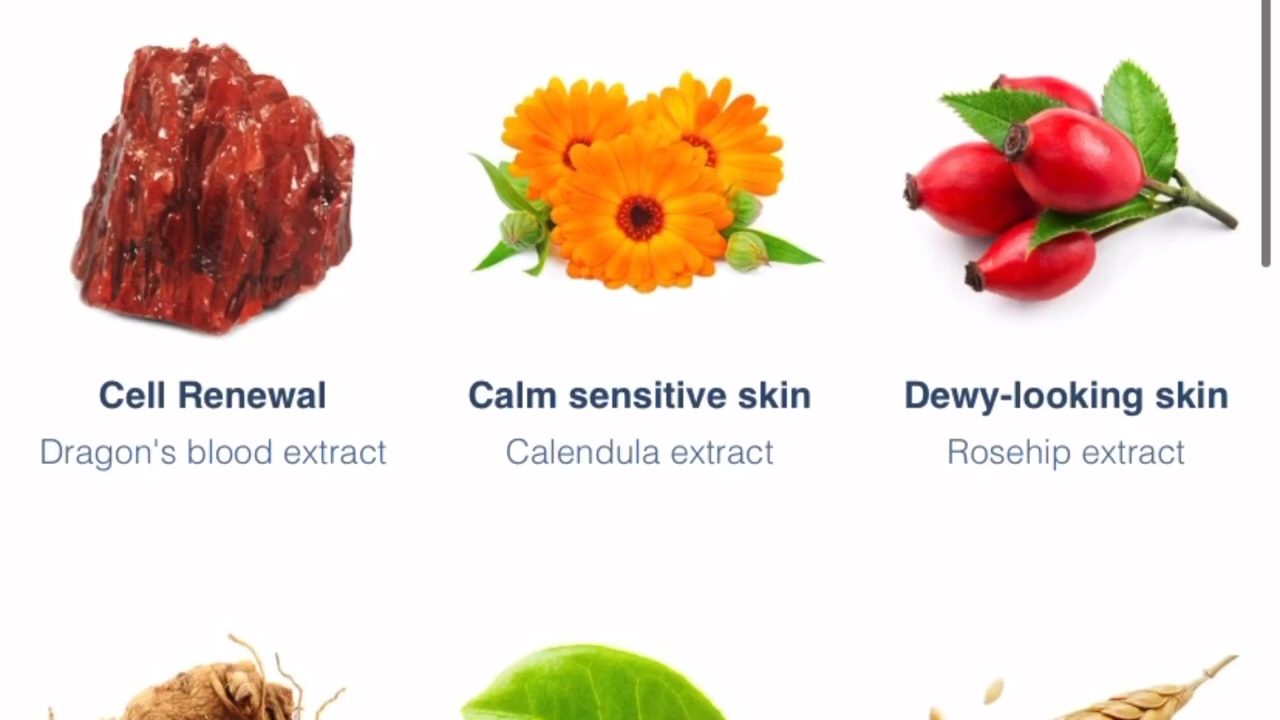 Cell Renewal
Dragon's blood extract
Calm sensitive skin
Calendula extract
Dewy-looking skin
Rosehip extract